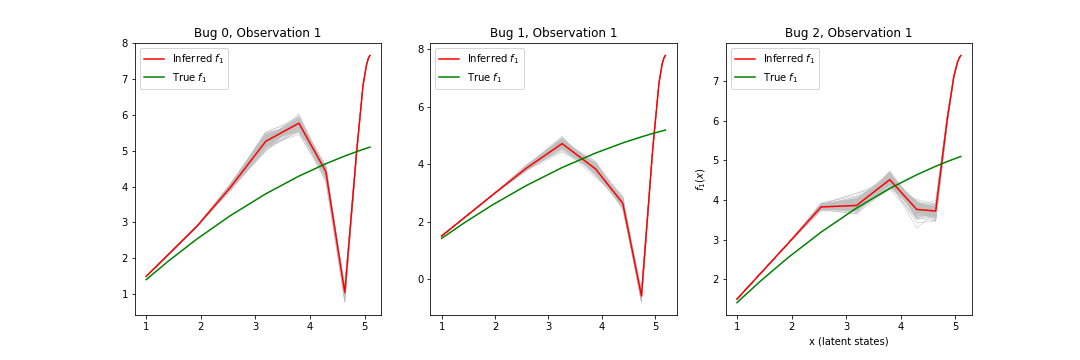 Bug 0, Observation 1
Inferred f₁
True f₁
8
7
6
5
4
3
2
1
1 2 3 4 5
Bug 1, Observation 1
Inferred f₁
True f₁
8
6
4
2
0
1 2 3 4 5
Bug 2, Observation 1
Inferred f₁
True f₁
f₁(x)
7
6
5
4
3
2
1 2 3 4 5
x (latent states)